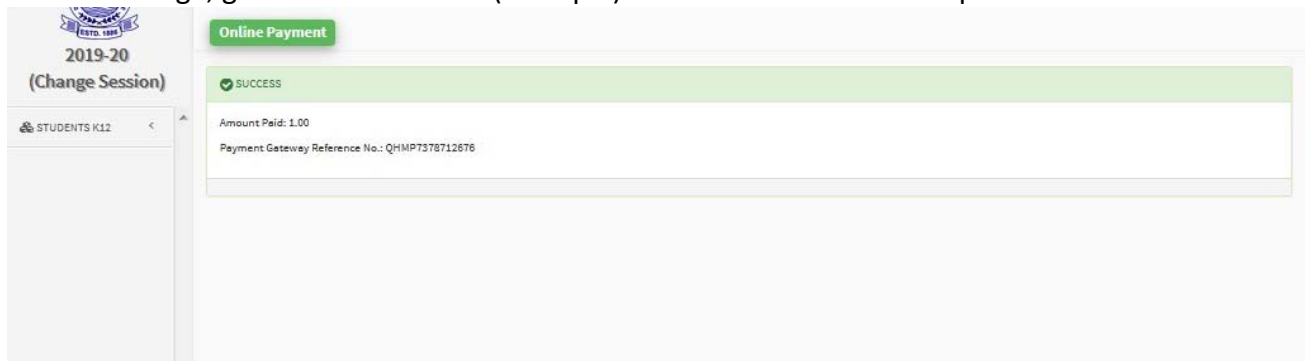 ESTD. 1886
2019-20
(Change Session)
STUDENTS K12
Online Payment
SUCCESS
Amount Paid: 1.00
Payment Gateway Reference No.: QHMP7378712676